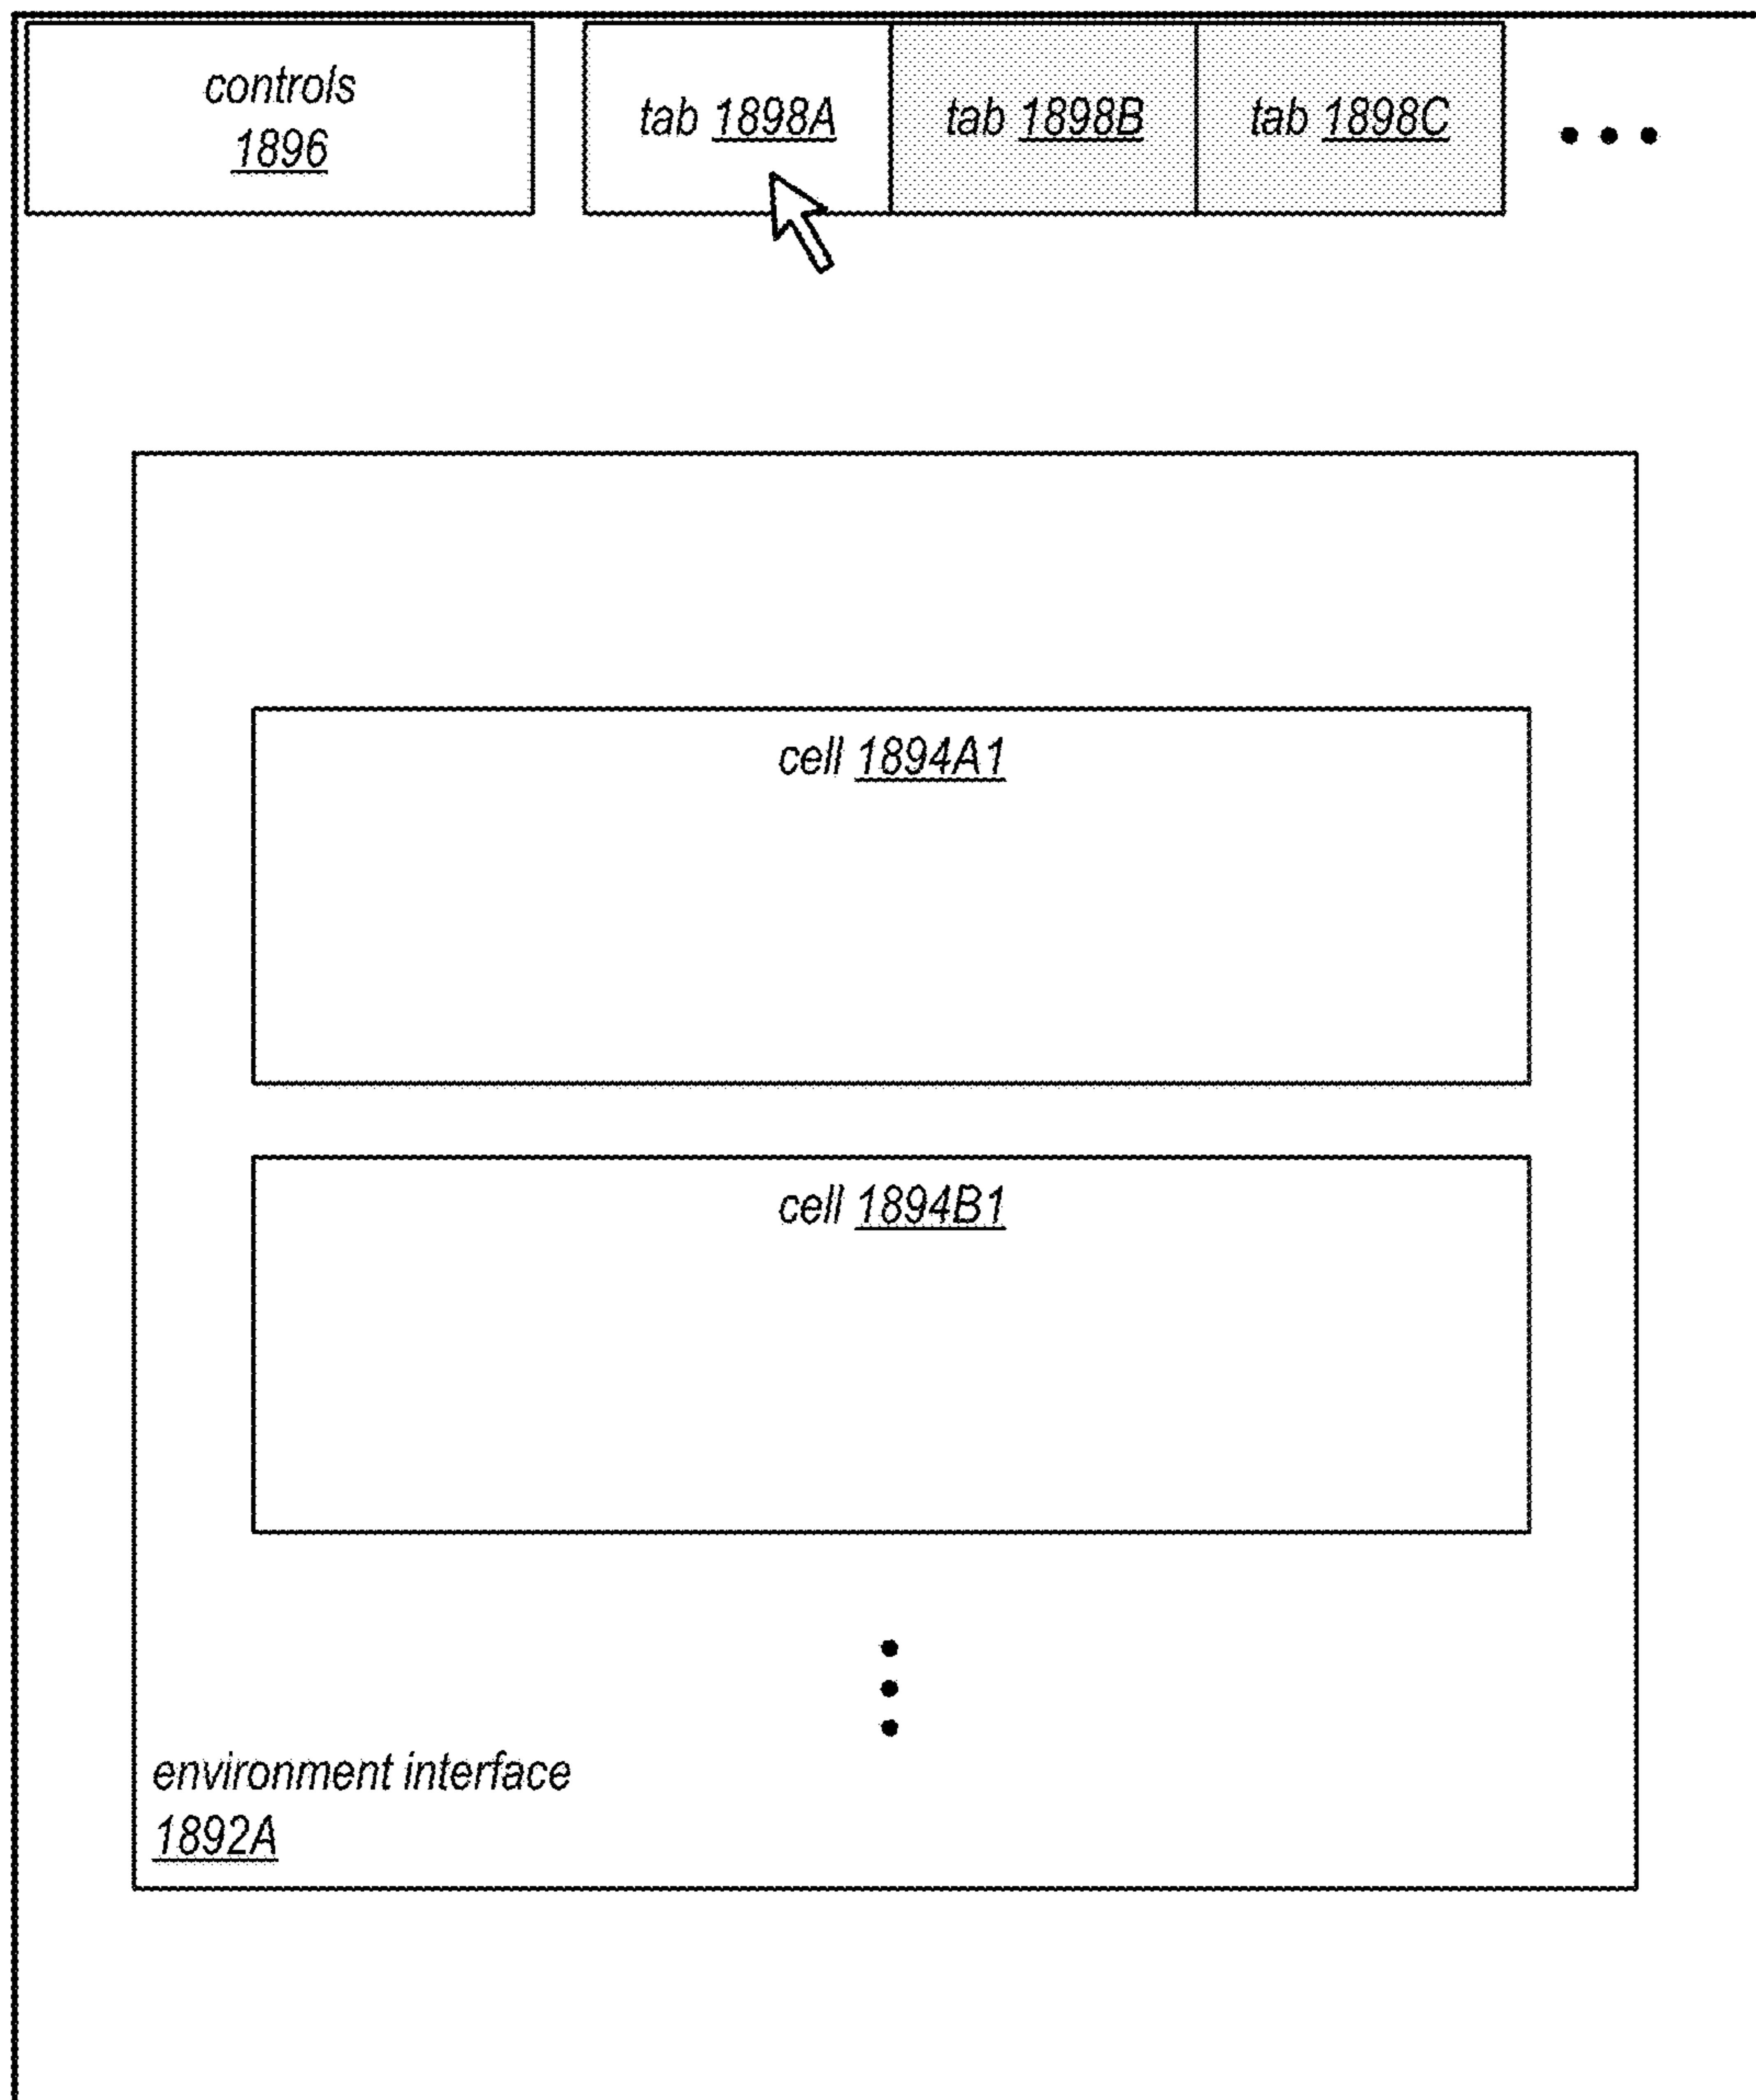 controls
1896
tab 1898A
tab 1898B
tab 1898C
cell 1894A1
cell 1894B1
environment interface
1892A